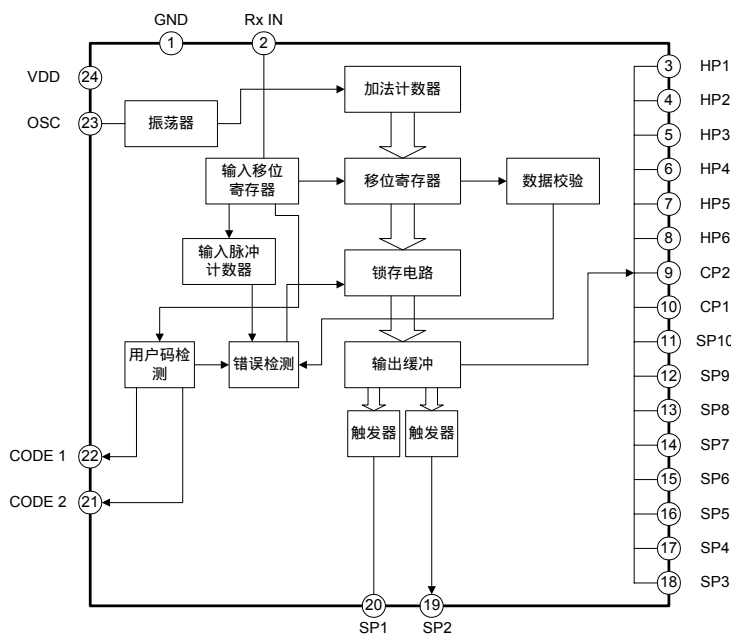 GND
Rx IN
1
2
VDD
24
OSC
23
振荡器
加法计数器
输入移位
寄存器
移位寄存器
数据校验
输入脉冲
计数器
锁存电路
用户码检
测
错误检测
输出缓冲
触发器
触发器
CODE 1
22
CODE 2
21
20
19
SP1
SP2
3
HP1
4
HP2
5
HP3
6
HP4
7
HP5
8
HP6
9
CP2
10
CP1
11
SP10
12
SP9
13
SP8
14
SP7
15
SP6
16
SP5
17
SP4
18
SP3